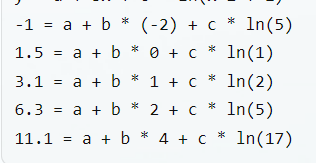 -1 = a + b * (-2) + c * ln(5)
1.5 = a + b * 0 + c * ln(1)
3.1 = a + b * 1 + c * ln(2)
6.3 = a + b * 2 + c * ln(5)
11.1 = a + b * 4 + c * ln(17)